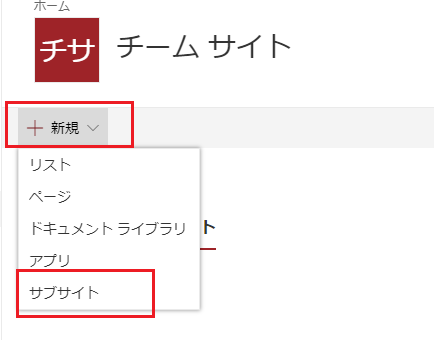 ホーム
チサ
チーム サイト
新規
リスト
ページ
ドキュメント ライブラリ
ト
アプリ
サブサイト